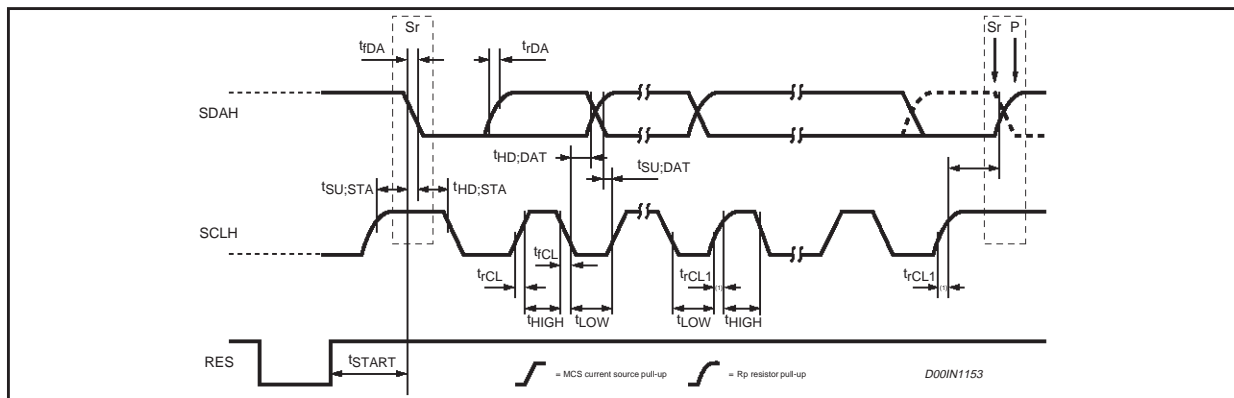 Sr
Sr P
tfDA
trDA
SDAH
tHD;DAT
tSU;DAT
tSU;STA
tHD;STA
SCLH
tfCL
trCL
trCL1
(1)
trCL1
(1)
tHIGH
tLOW
tLOW
tHIGH
RES
tSTART
= MCS current source pull-up
= Rp resistor pull-up
D00IN1153